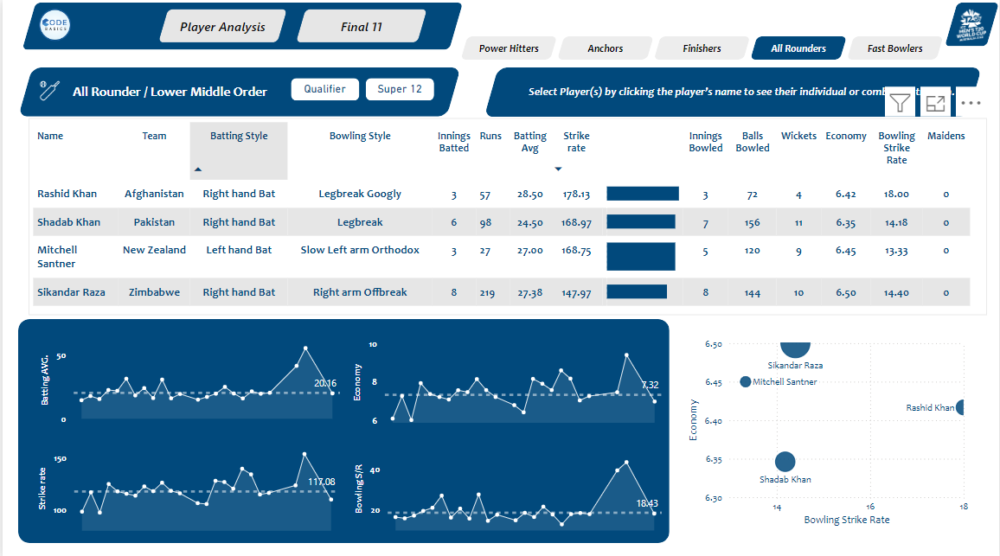 CODE
BASICS
Player Analysis
Final 11
Power Hitters
Anchors
Finishers
All Rounders
Fast Bowlers
MEN'S T20
WORLD CUP
All Rounder / Lower Middle Order
Qualifier
Super 12
Select Player(s) by clicking the player's name to see their individual or
Name Team Batting Style Bowling Style Innings Batted Runs Batting Avg Strike rate Innings Bowled Balls Bowled Wickets Economy Bowling Strike Rate Maidens
Rashid Khan Afghanistan Right hand Bat Legbreak Googly 3 57 28.50 178.13 3 72 4 6.42 18.00 0
Shadab Khan Pakistan Right hand Bat Legbreak 6 98 24.50 168.97 7 156 11 6.35 14.18 0
Mitchell Santner New Zealand Left hand Bat Slow Left arm Orthodox 3 27 27.00 168.75 5 120 9 6.45 13.33 0
Sikandar Raza Zimbabwe Right hand Bat Right arm Offbreak 8 219 27.38 147.97 8 144 10 6.50 14.40 0
Batting AVG.
50
0
20.16
Economy
10
8
6
7.32
Strike rate
150
100
117.08
Bowling S/R
40
20
18.43
Economy
6.50
6.45
6.40
6.35
6.30
Sikandar Raza
Mitchell Santner
Rashid Khan
Shadab Khan
14 16 18
Bowling Strike Rate